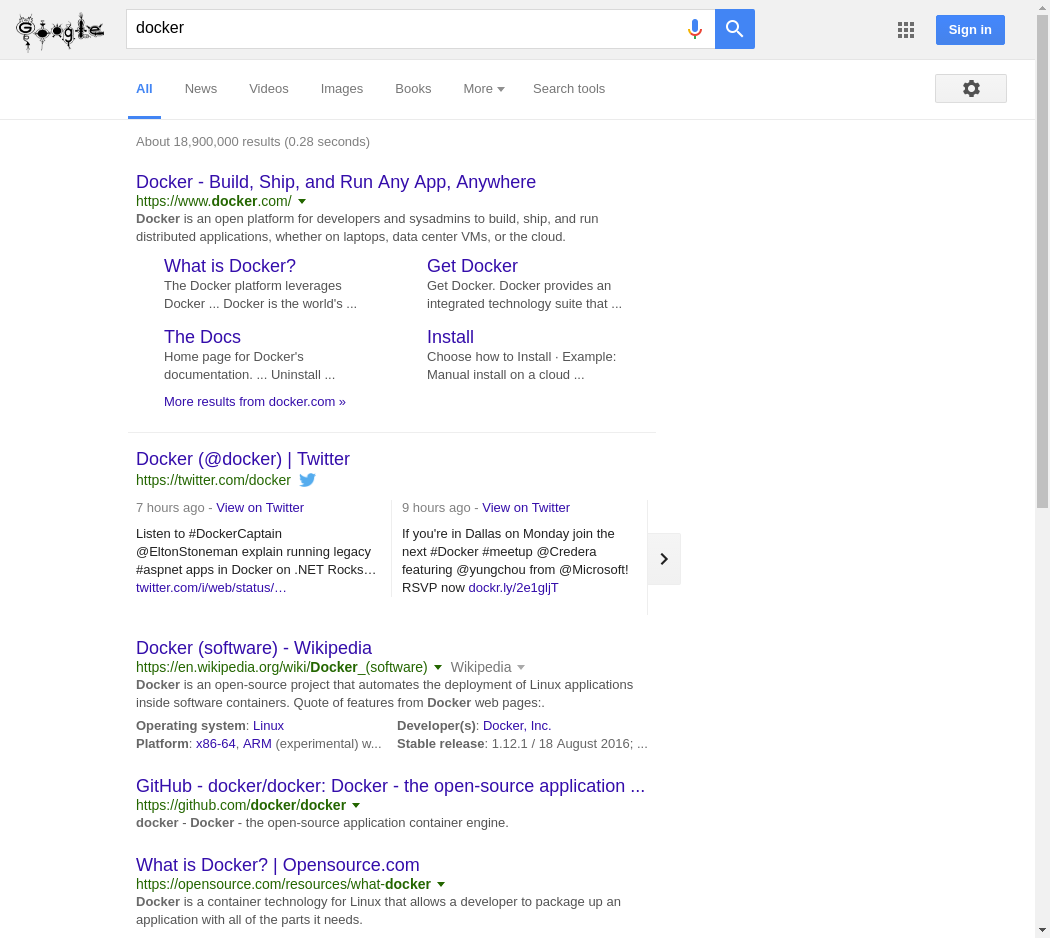 Google
docker
Sign in
All News Videos Images Books More Search tools
About 18,900,000 results (0.28 seconds)
Docker - Build, Ship, and Run Any App, Anywhere
https://www.docker.com/
Docker is an open platform for developers and sysadmins to build, ship, and run
distributed applications, whether on laptops, data center VMs, or the cloud.
What is Docker?
The Docker platform leverages
Docker ... Docker is the world's ...
Get Docker
Get Docker. Docker provides an
integrated technology suite that ...
The Docs
Home page for Docker's
documentation. ... Uninstall ...
Install
Choose how to Install · Example:
Manual install on a cloud ...
More results from docker.com »
Docker (@docker) | Twitter
https://twitter.com/docker
7 hours ago - View on Twitter
Listen to #DockerCaptain
@EltonStoneman explain running legacy
#aspnet apps in Docker on .NET Rocks…
twitter.com/i/web/status/…
9 hours ago - View on Twitter
If you're in Dallas on Monday join the
next #Docker #meetup @Credera
featuring @yungchou from @Microsoft!
RSVP now dockr.ly/2e1gljT
Docker (software) - Wikipedia
https://en.wikipedia.org/wiki/Docker_(software) Wikipedia
Docker is an open-source project that automates the deployment of Linux applications
inside software containers. Quote of features from Docker web pages:.
Operating system: Linux
Developer(s): Docker, Inc.
Platform: x86-64, ARM (experimental) w...
Stable release: 1.12.1 / 18 August 2016; ...
GitHub - docker/docker: Docker - the open-source application ...
https://github.com/docker/docker
docker - Docker - the open-source application container engine.
What is Docker? | Opensource.com
https://opensource.com/resources/what-docker
Docker is a container technology for Linux that allows a developer to package up an
application with all of the parts it needs.